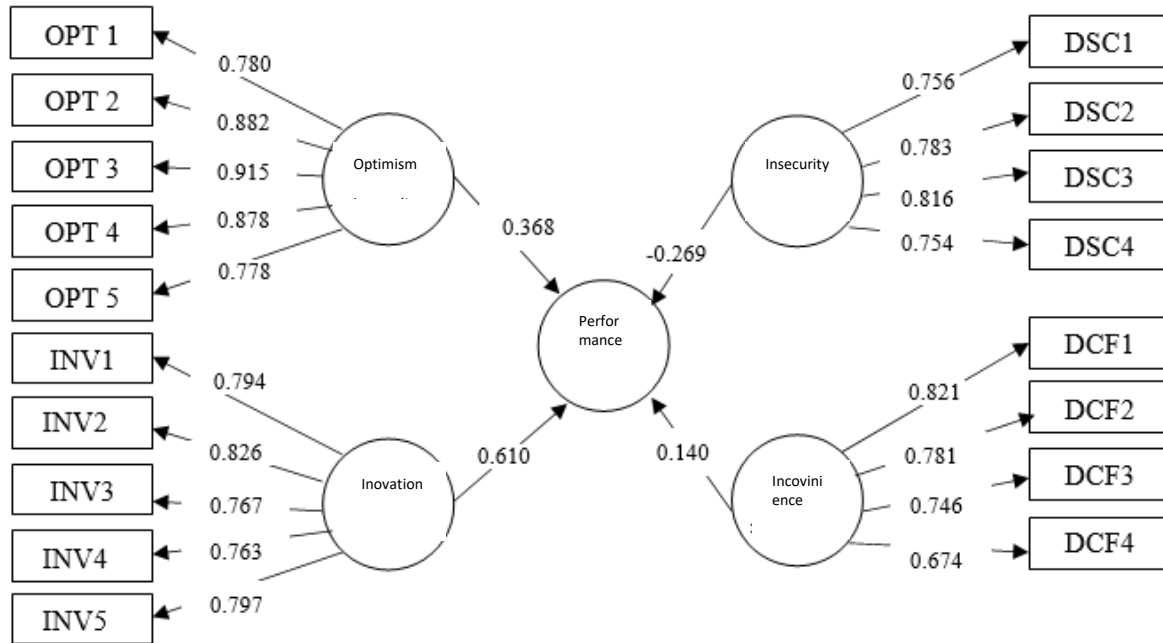 OPT 1
OPT 2
OPT 3
OPT 4
OPT 5
0.780
0.882
0.915
0.878
0.778
Optimism
INV1
INV2
INV3
INV4
INV5
0.794
0.826
0.767
0.763
0.797
Inovation
0.368
0.610
Perfor
mance
-0.269
0.140
Insecurity
0.756
0.783
0.816
0.754
DSC1
DSC2
DSC3
DSC4
Incovini
ience
0.821
0.781
0.746
0.674
DCF1
DCF2
DCF3
DCF4